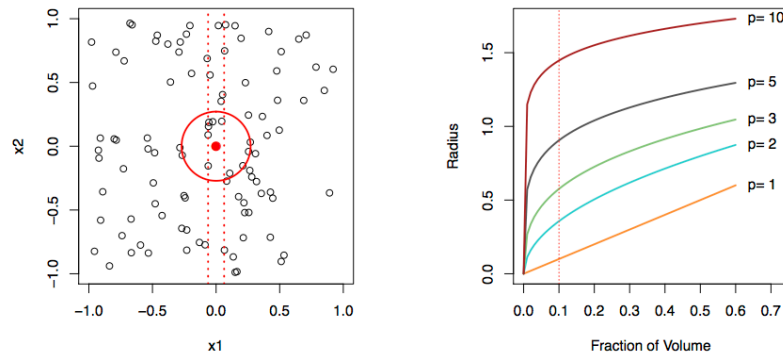 1.0
0.5
0.0
-0.5
-1.0
x2
-1.0 -0.5 0.0 0.5 1.0
x1
1.5
1.0
0.5
0.0
Radius
p= 10
p= 5
p= 3
p= 2
p= 1
0.0 0.1 0.2 0.3 0.4 0.5 0.6 0.7
Fraction of Volume